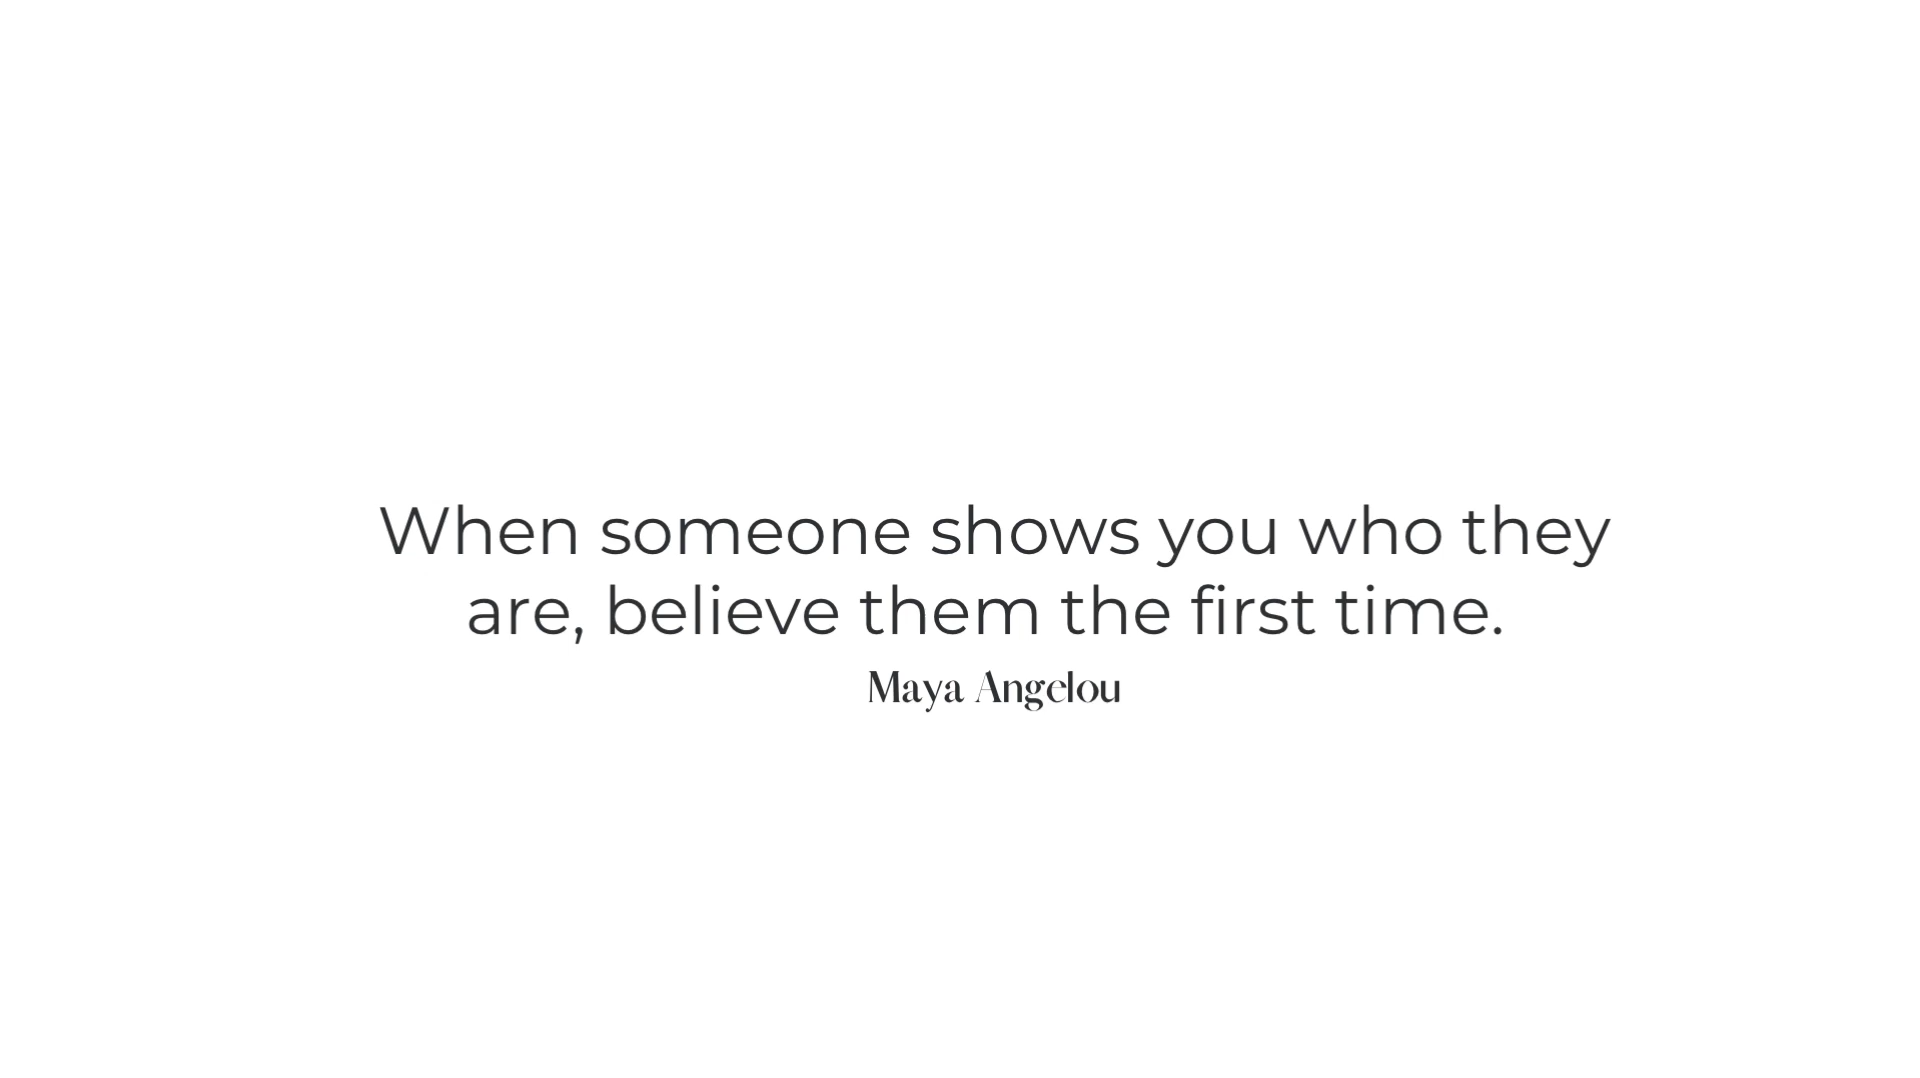 When someone shows you who they
are, believe them the first time.
Maya Angelou